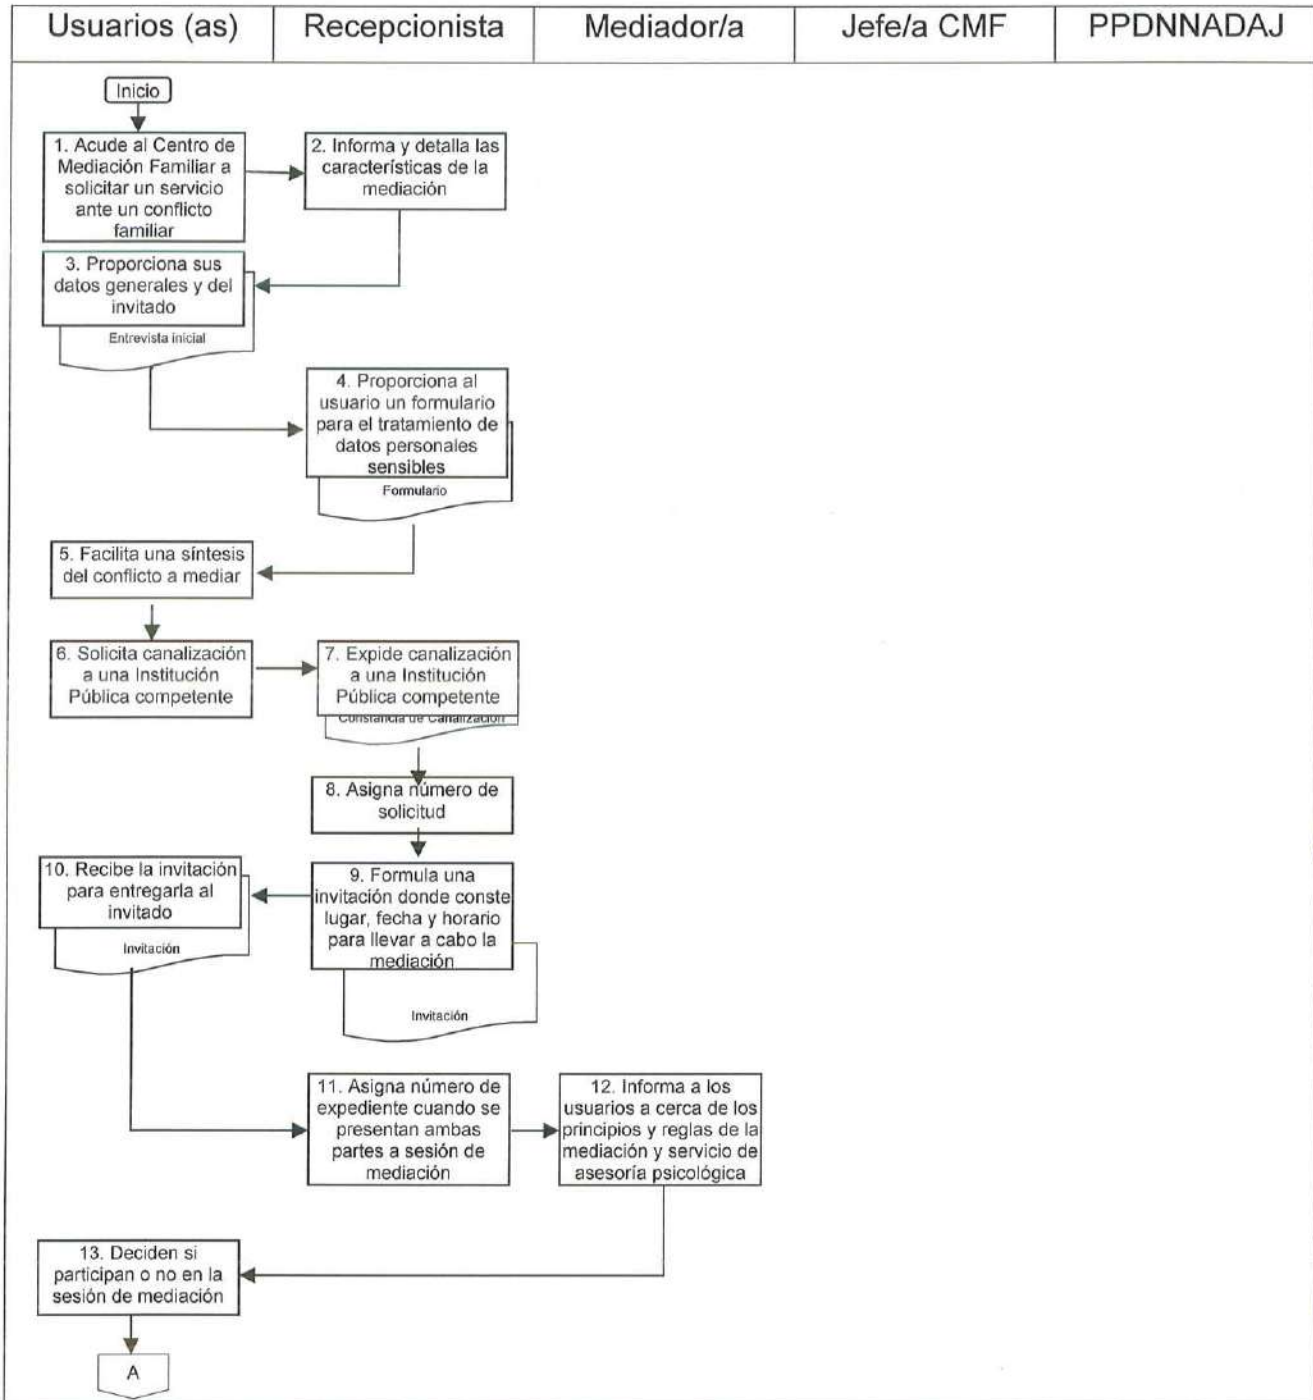 Usuarios (as)
Recepcionista
Mediador/a
Jefe/a CMF
PPDNNADAJ
Inicio
1. Acude al Centro de
Mediación Familiar a
solicitar un servicio
ante un conflicto
familiar
2. Informa y detalla las
características de la
mediación
3. Proporciona sus
datos generales y del
invitado
Entrevista inicial
4. Proporciona al
usuario un formulario
para el tratamiento de
datos personales
sensibles
Formulario
5. Facilita una síntesis
del conflicto a mediar
6. Solicita canalización
a una Institución
Pública competente
7. Expide canalización
a una Institución
Pública competente
Constancia de Canalización
8. Asigna número de
solicitud
9. Formula una
invitación donde conste
lugar, fecha y horario
para llevar a cabo la
mediación
Invitación
10. Recibe la invitación
para entregarla al
invitado
Invitación
11. Asigna número de
expediente cuando se
presentan ambas
partes a sesión de
mediación
12. Informa a los
usuarios a cerca de los
principios y reglas de la
mediación y servicio de
asesoría psicológica
13. Deciden si
participan o no en la
sesión de mediación
A